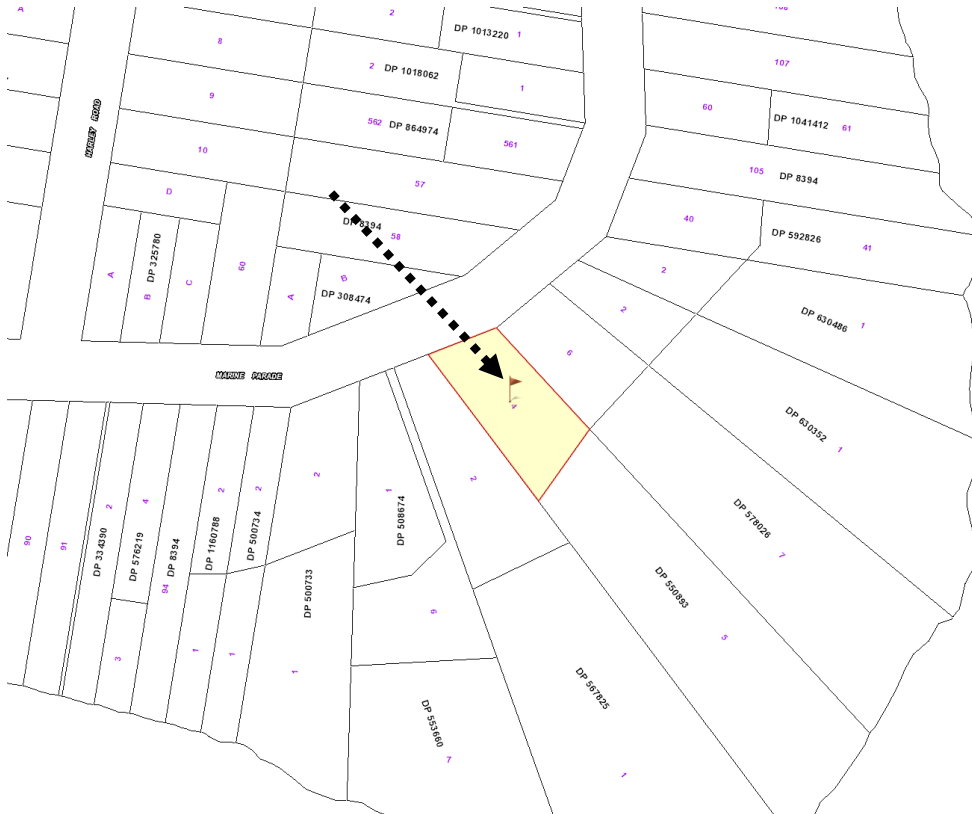 A
2
DP 1013220 1
8
2 DP 1018062
1
107
9
562 DP 864974
561
60
DP 1041412 61
HARLEY ROAD
10
57
105 DP 8394
D
DP 8394
58
40
DP 592826 41
A
B
DP 325780
C
60
A
B
DP 308474
2
2
DP 630486 1
6
MARINE PARADE
4
2
DP 630352 1
90
91
DP 334390
2
DP 576219
4
DP 8394
94
DP 1160788
2
DP 500734
2
2
1
DP 508674
DP 578026
7
DP 500733
DP 550893
5
3
1
1
1
9
DP 553660
7
DP 567825
1